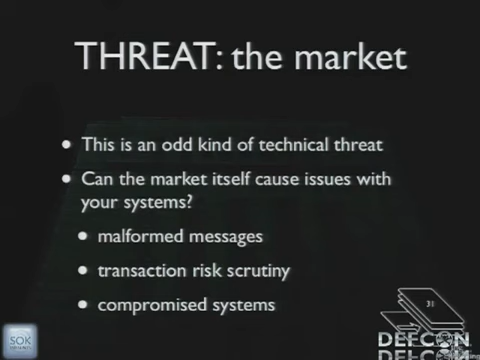 THREAT: the market
• This is an odd kind of technical threat
• Can the market itself cause issues with
your systems?
• malformed messages
• transaction risk scrutiny
• compromised systems
31
DEFCON
SOK